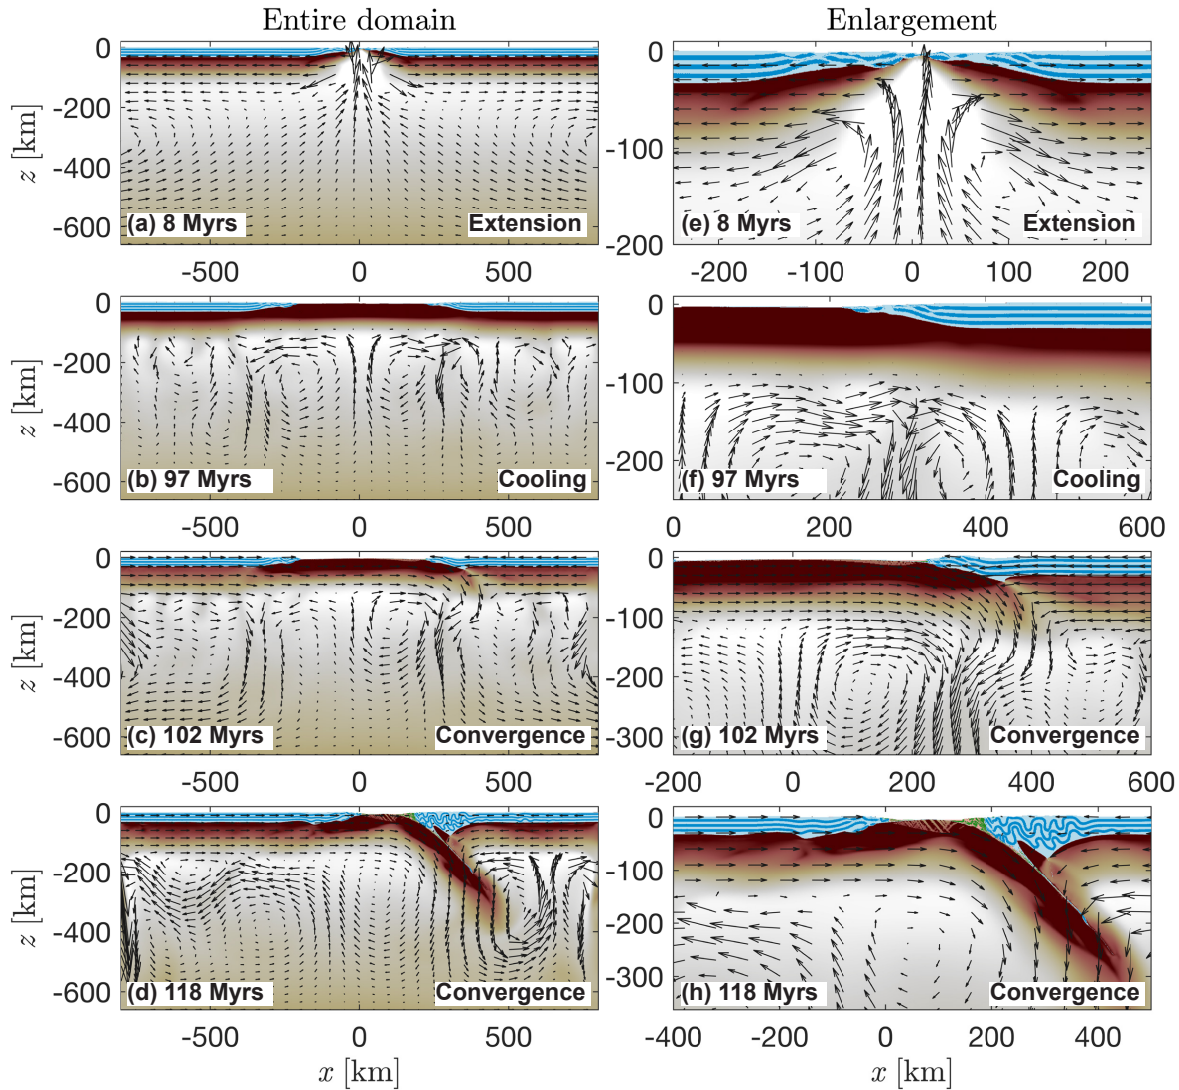 Entire domain Enlargement
0
-200
-400
-600
z [km]
(a) 8 Myrs Extension
-500 0 500
0
-100
-200
(e) 8 Myrs Extension
-200 -100 0 100 200
0
-200
-400
-600
z [km]
(b) 97 Myrs Cooling
-500 0 500
0
-100
-200
(f) 97 Myrs Cooling
0 200 400 600
0
-200
-400
-600
z [km]
(c) 102 Myrs Convergence
-500 0 500
0
-100
-200
-300
(g) 102 Myrs Convergence
-200 0 200 400 600
0
-200
-400
-600
z [km]
(d) 118 Myrs Convergence
-500 0 500
x [km]
0
-100
-200
-300
(h) 118 Myrs Convergence
-400 -200 0 200 400
x [km]